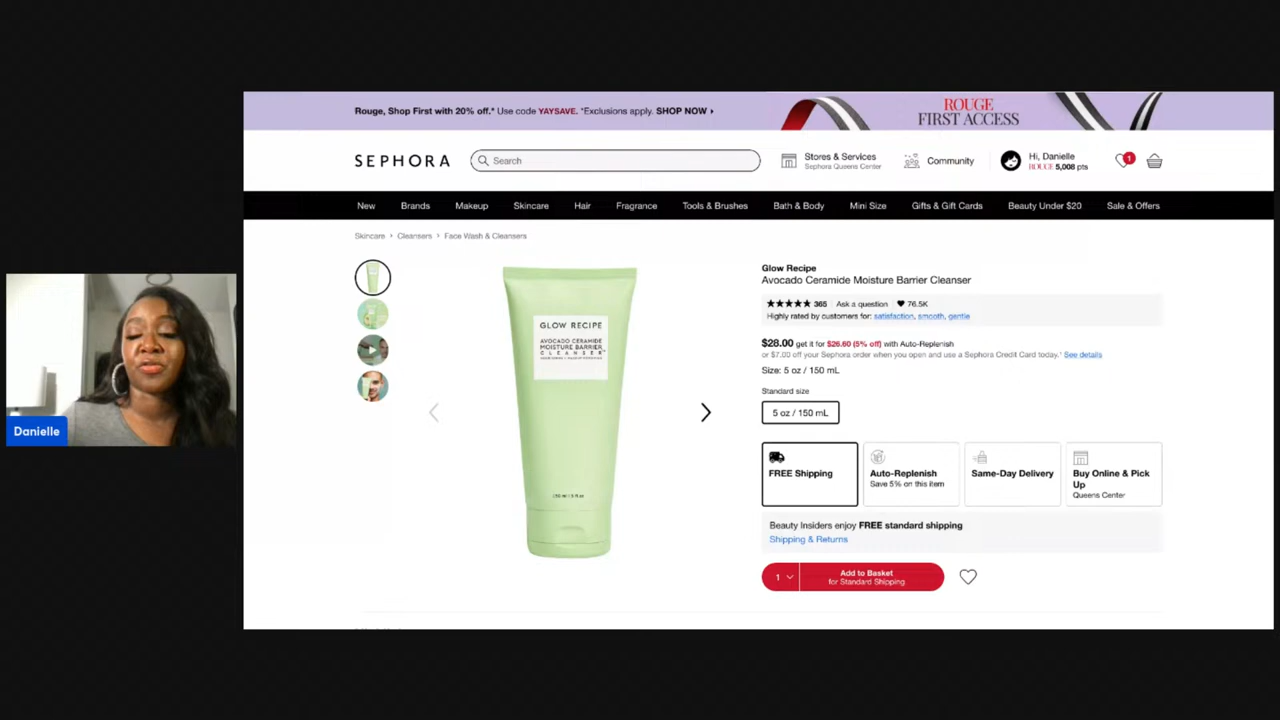 Rouge, Shop First with 20% off.* Use code YAYSAVE. *Exclusions apply. SHOP NOW ▸
ROUGE
FIRST ACCESS
SEPHORA
Search
Stores & Services
Sephora Queens Center
Community
Hi, Danielle
ROUGE 5,008 pts
1
New Brands Makeup Skincare Hair Fragrance Tools & Brushes Bath & Body Mini Size Gifts & Gift Cards Beauty Under $20 Sale & Offers
Skincare > Cleansers > Face Wash & Cleansers
Glow Recipe
Avocado Ceramide Moisture Barrier Cleanser
365 Ask a question 76.5K
Highly rated by customers for: satisfaction, smooth, gentle
$28.00 get it for $26.60 (5% off) with Auto-Replenish
or $7.00 off your Sephora order when you open and use a Sephora Credit Card today.* See details
Size: 5 oz / 150 mL
Standard size
5 oz / 150 mL
FREE Shipping
Auto-Replenish
Save 5% on this item
Same-Day Delivery
Buy Online & Pick
Up
Queens Center
Beauty Insiders enjoy FREE standard shipping
Shipping & Returns
1
Add to Basket
for Standard Shipping
GLOW RECIPE
AVOCADO CERAMIDE
MOISTURE BARRIER
CLEANSER
Danielle